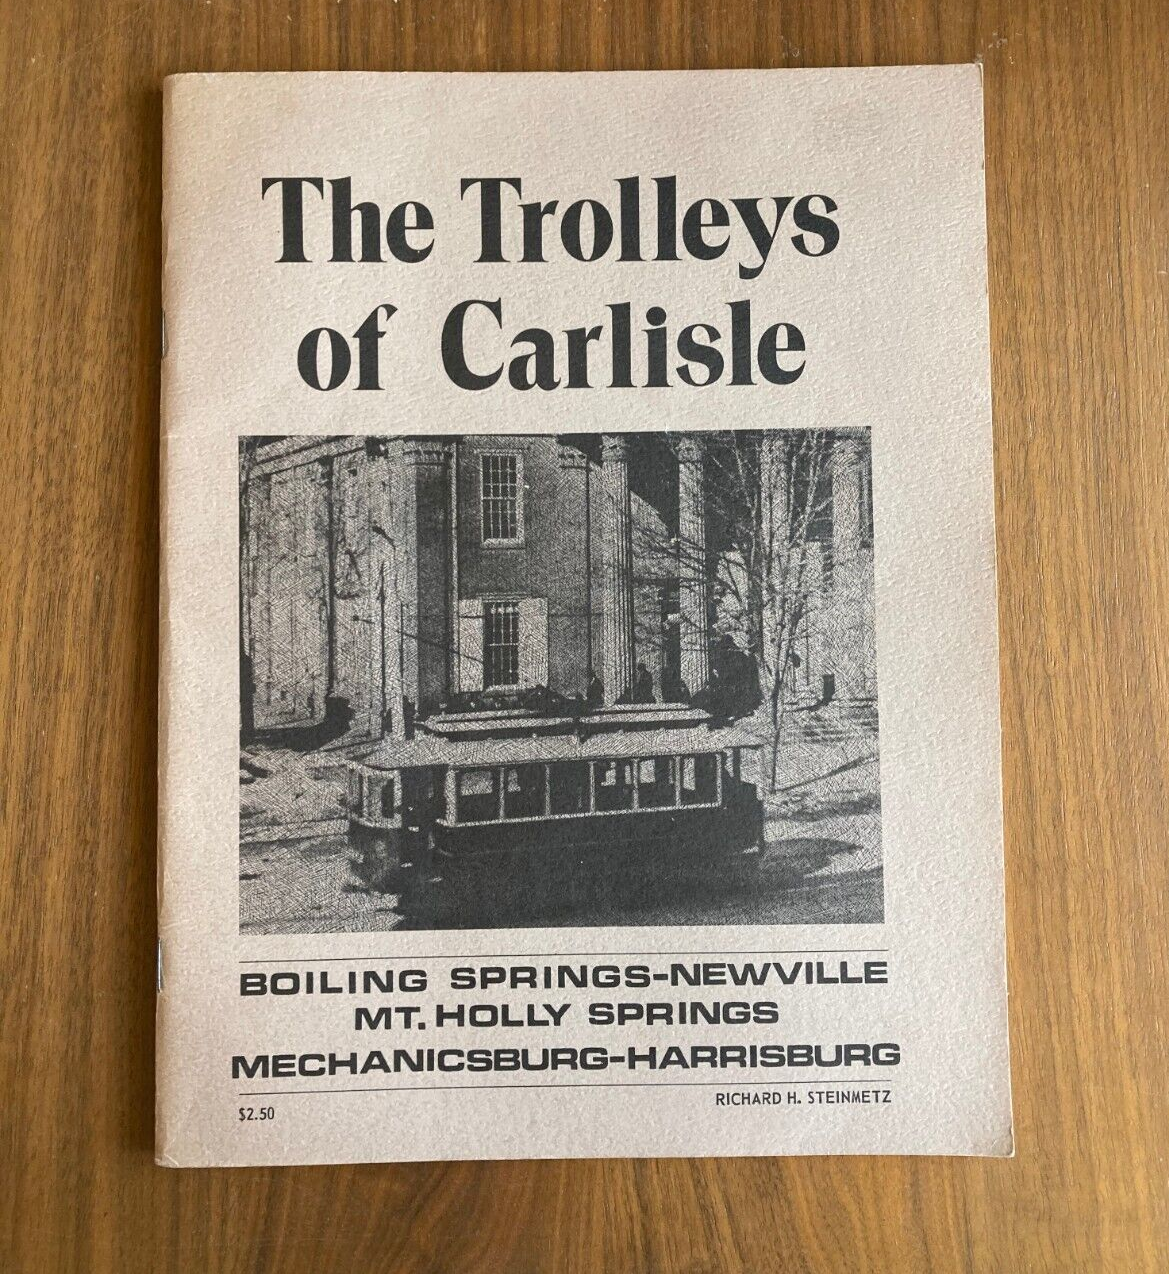 The Trolleys
of Carlisle
BOILING SPRINGS-NEWVILLE
MT. HOLLY SPRINGS
MECHANICSBURG-HARRISBURG
RICHARD H. STEINMETZ
$2.50